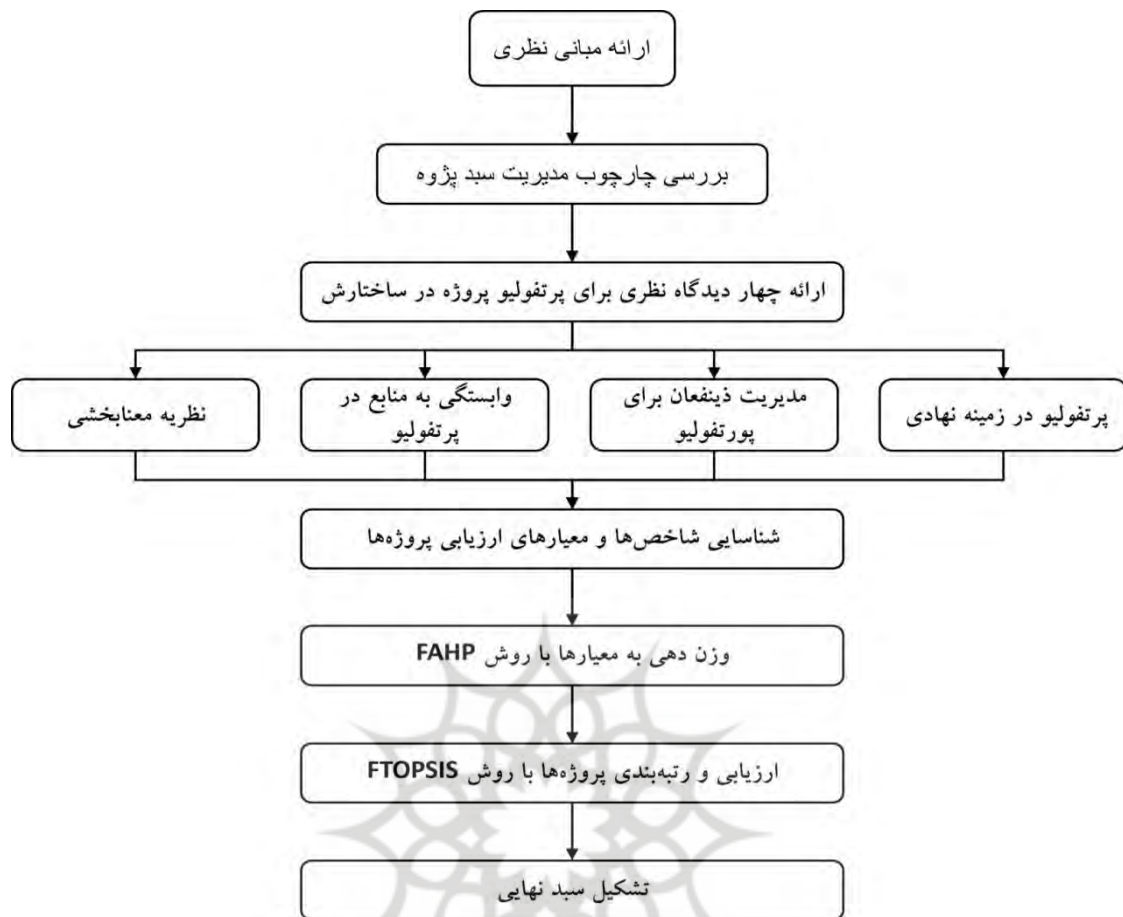 ارائه مبانی نظری
بررسی چارچوب مدیریت سبد پژوه
ارائه چهار دیدگاه نظری برای پرتفولیو پروژه در ساختارش
پرتفولیو در زمینه نهادی
مدیریت ذینفعان برای
پورتفولیو
وابستگی به منابع در
پرتفولیو
نظریه معنابخشی
شناسایی شاخص‌ها و معیارهای ارزیابی پروژه‌ها
وزن دهی به معیارها با روش FAHP
ارزیابی و رتبه‌بندی پروژه‌ها با روش FTOPSIS
تشکیل سبد نهایی